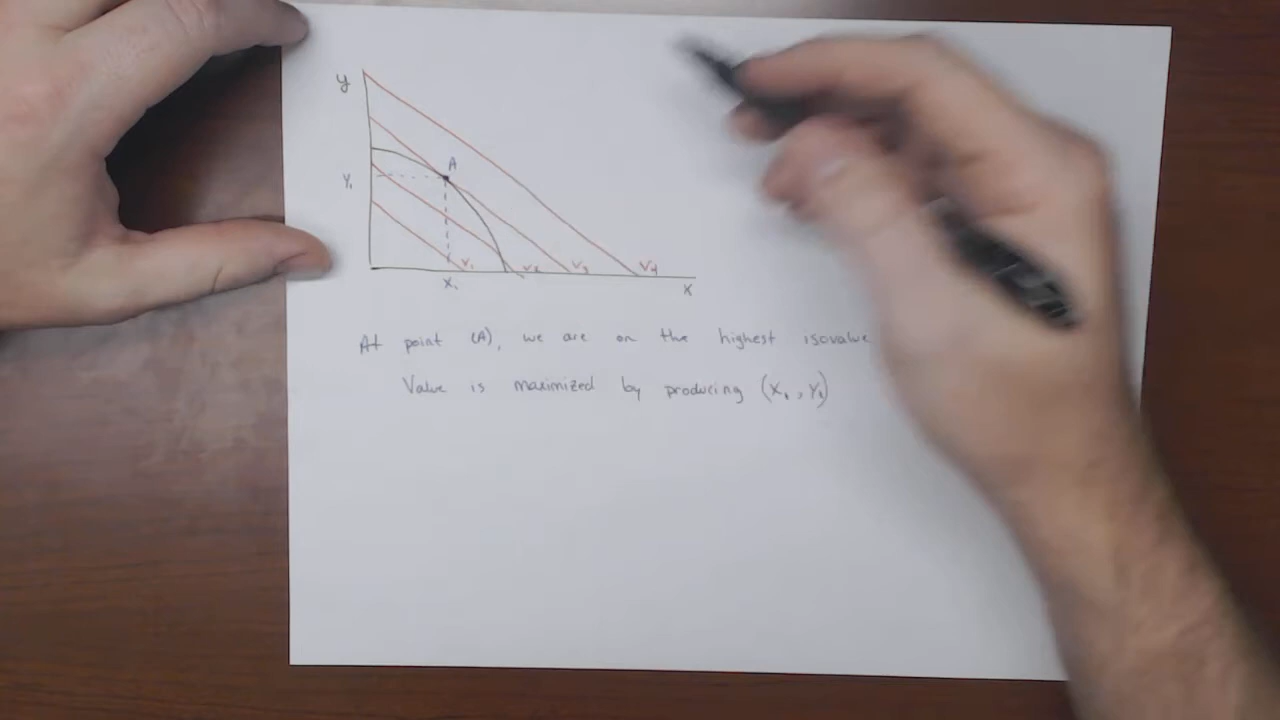 y
A
Y₁
V₁ V₂ V₃ V₄
X₁
x
At point (A), we are on the highest isovalue
Value is maximized by producing (X₁, Y₁)